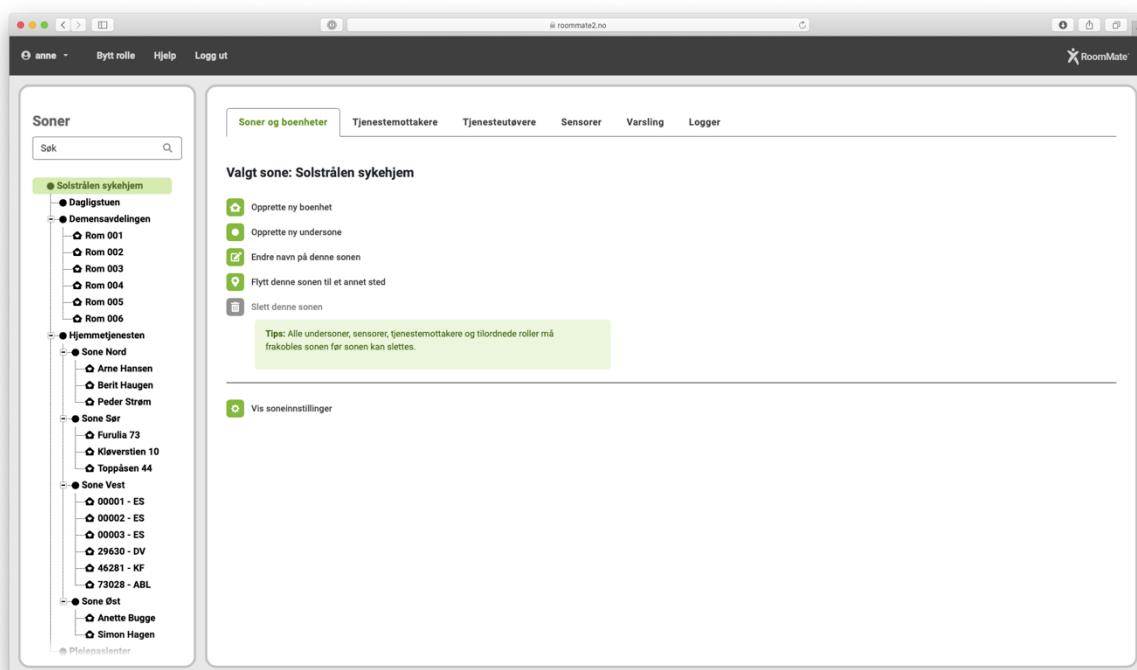 roommate2.no
anne
Bytt rolle
Hjelp
Logg ut
RoomMate
Soner
Søk
Solstrålen sykehjem
Dagligstuen
Demensavdelingen
Rom 001
Rom 002
Rom 003
Rom 004
Rom 005
Rom 006
Hjemmetjenesten
Sone Nord
Arne Hansen
Berit Haugen
Peder Strøm
Sone Sør
Furulia 73
Kløverstien 10
Toppåsen 44
Sone Vest
00001 - ES
00002 - ES
00003 - ES
29630 - DV
46281 - KF
73028 - ABL
Sone Øst
Anette Bugge
Simon Hagen
Pleiepasienter
Soner og boenheter
Tjenestemottakere
Tjenesteutøvere
Sensorer
Varsling
Logger
Valgt sone: Solstrålen sykehjem
Opprette ny boenhet
Opprette ny undersone
Endre navn på denne sonen
Flytt denne sonen til et annet sted
Slett denne sonen
Tips: Alle undersoner, sensorer, tjenestemottakere og tilordnede roller må
frakobles sonen før sonen kan slettes.
Vis soneinnstillinger